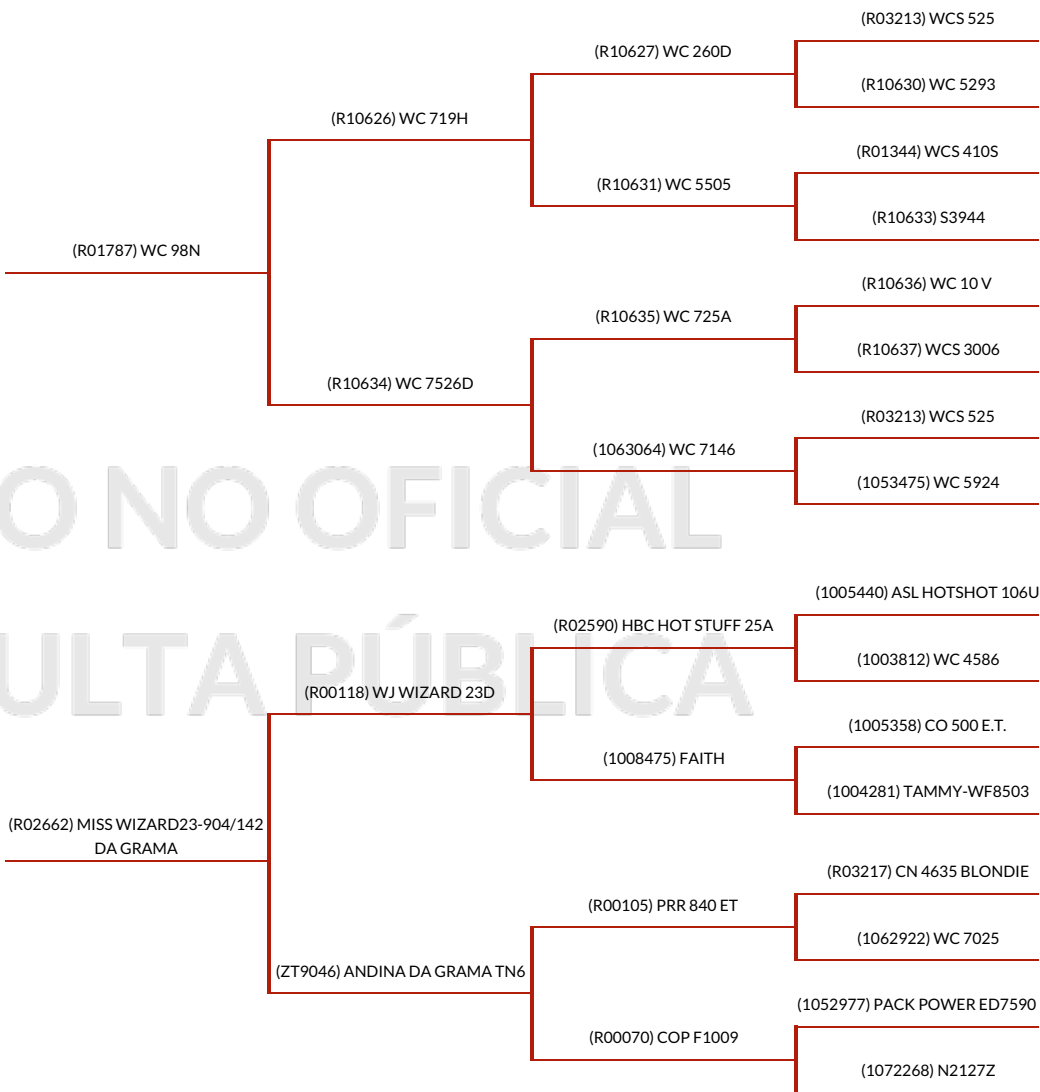 (R03213) WCS 525
(R10627) WC 260D
(R10630) WC 5293
(R10626) WC 719H
(R01344) WCS 410S
(R10631) WC 5505
(R10633) S3944
(R01787) WC 98N
(R10636) WC 10 V
(R10635) WC 725A
(R10637) WCS 3006
(R10634) WC 7526D
(R03213) WCS 525
(1063064) WC 7146
(1053475) WC 5924
O NO OFICIAL
(1005440) ASL HOTSHOT 106U
(R02590) HBC HOT STUFF 25A
(1003812) WC 4586
ULTA PÚBLICA
(R00118) WJ WIZARD 23D
(1005358) CO 500 E.T.
(1008475) FAITH
(1004281) TAMMY-WF8503
(R02662) MISS WIZARD23-904/142
DA GRAMA
(R03217) CN 4635 BLONDIE
(R00105) PRR 840 ET
(1062922) WC 7025
(ZT9046) ANDINA DA GRAMA TN6
(1052977) PACK POWER ED7590
(R00070) COP F1009
(1072268) N2127Z